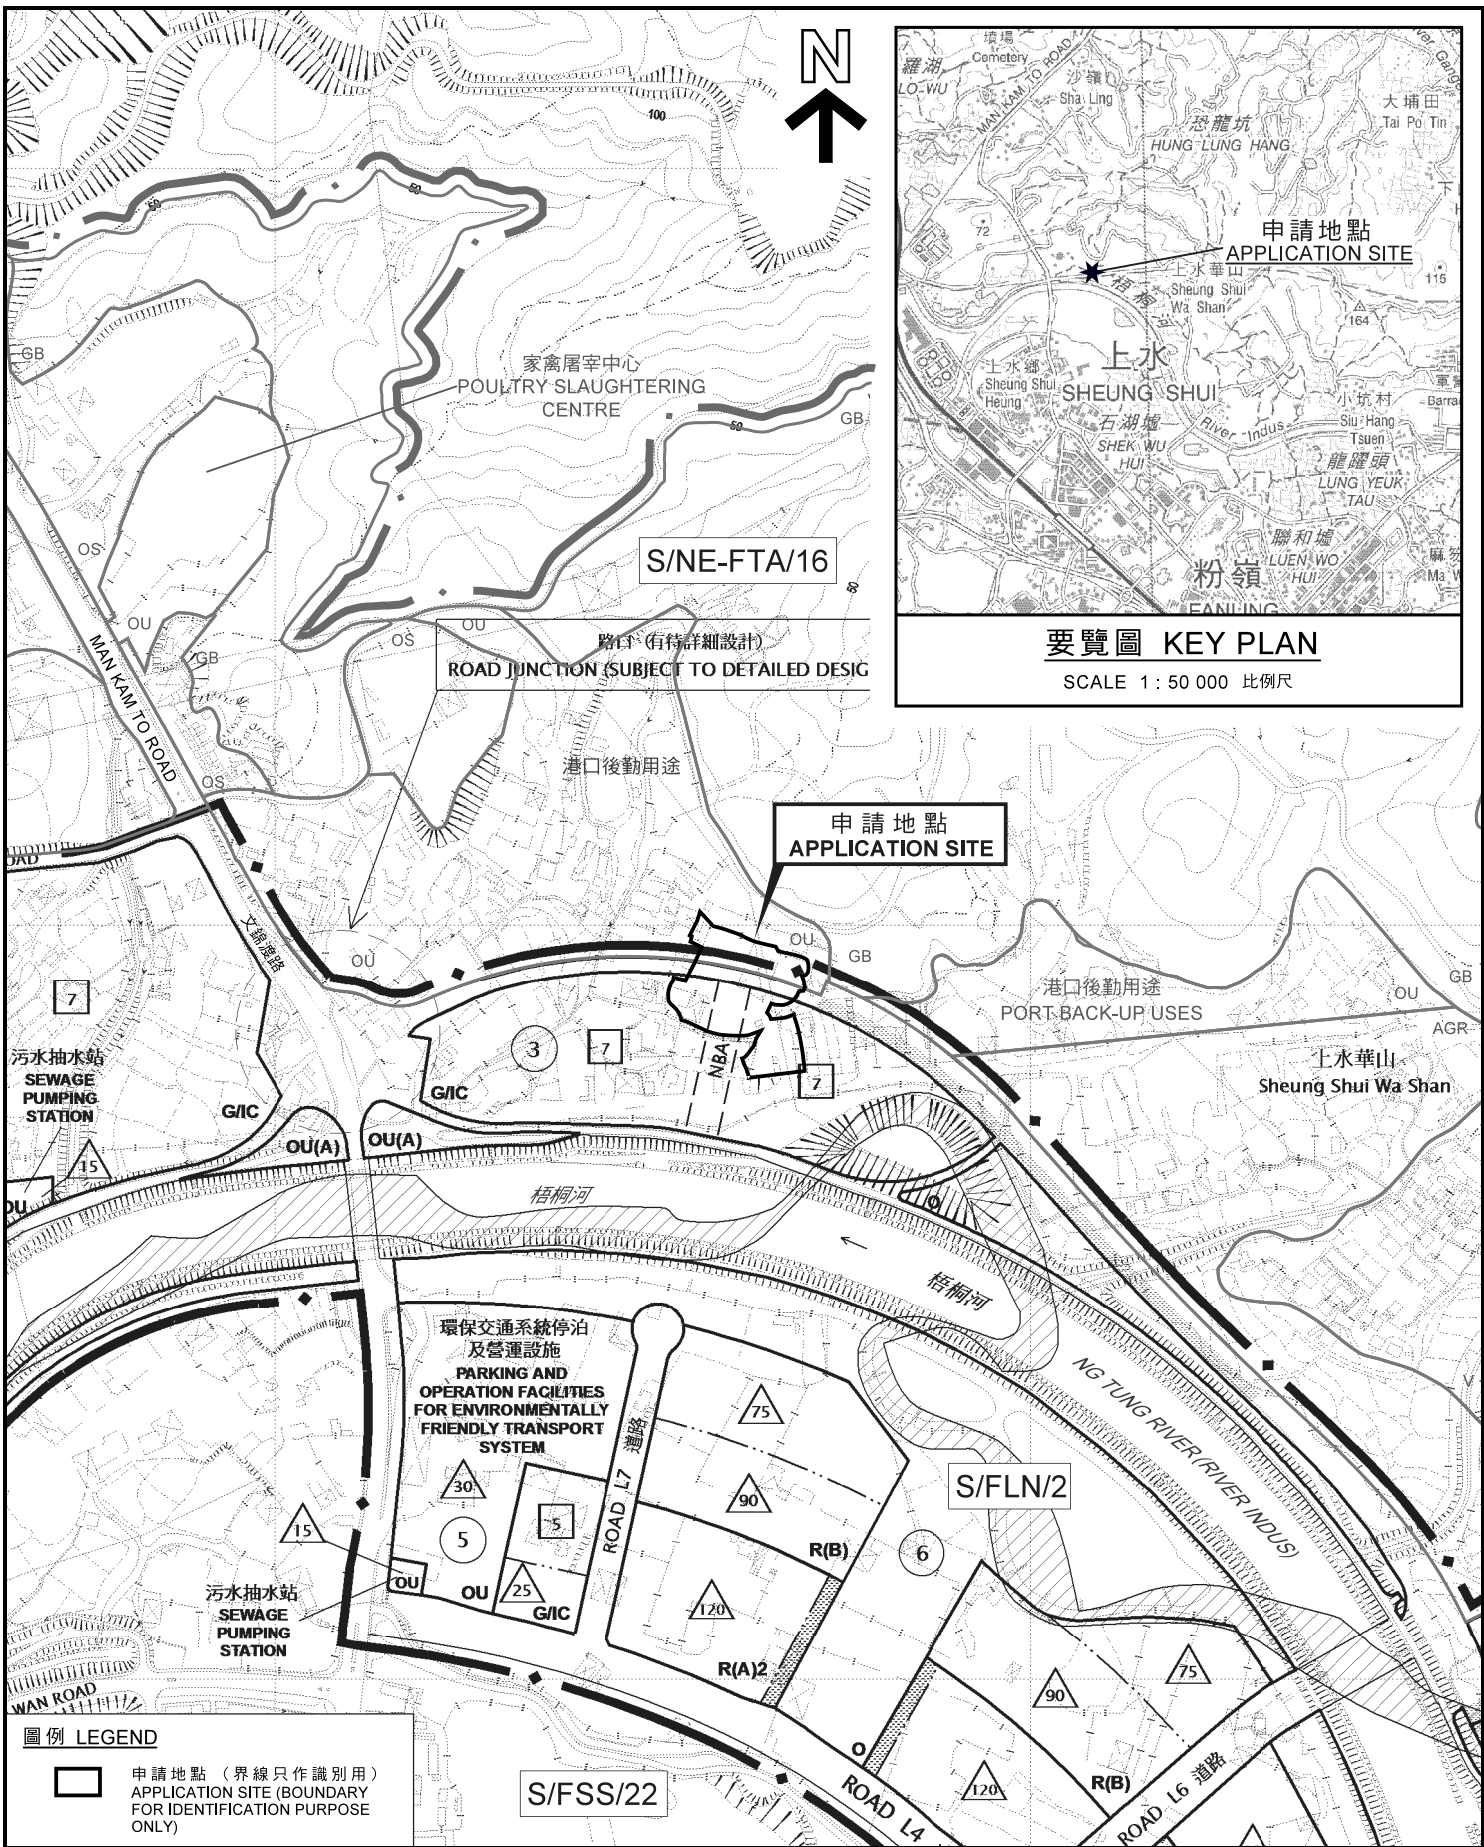 N
100
50
50
50
50
GB
家禽屠宰中心
POULTRY SLAUGHTERING
CENTRE
GB
OS
S/NE-FTA/16
OU
GB
OS
OU
路口 (有待詳細設計)
ROAD JUNCTION (SUBJECT TO DETAILED DESIG
MAN KAM TO ROAD
OS
港口後勤用途
墳場
Cemetery
羅湖
LO WU
MAN KAM TO ROAD
沙嶺
Sha Ling
大埔田
Tai Po Tin
恐龍坑
HUNG LUNG HANG
下
72
申請地點
APPLICATION SITE
上水華山
Sheung Shui
Wa Shan
梧桐河
115
164
上水
SHEUNG SHUI
上水鄉
Sheung Shui
Heung
石湖墟
SHEK WU
HUI
River Indus
小坑村
Siu Hang
Tsuen
Barra
龍躍頭
LUNG YEUK
TAU
聯和墟
LUEN WO
HUI
粉嶺
FANLING
Ma W
要覽圖 KEY PLAN
SCALE 1 : 50 000 比例尺
申請地點
APPLICATION SITE
OAD
文錦渡路
OU
OU
GB
港口後勤用途
PORT BACK-UP USES
OU
GB
AGR
上水華山
Sheung Shui Wa Shan
7
3
7
NBA
7
污水抽水站
SEWAGE
PUMPING
STATION
G/IC
G/IC
OU(A)
OU(A)
15
OU
梧桐河
O
梧桐河
NG TUNG RIVER (RIVER INDUS)
環保交通系統停泊
及營運設施
PARKING AND
OPERATION FACILITIES
FOR ENVIRONMENTALLY
FRIENDLY TRANSPORT
SYSTEM
ROAD L7 道路
75
90
S/FLN/2
30
5
5
15
OU
OU
25
G/IC
R(B)
6
120
R(A)2
污水抽水站
SEWAGE
PUMPING
STATION
WAN ROAD
75
90
O
120
R(B)
ROAD L4
ROAD L6 道路
S/FSS/22
圖例 LEGEND
申請地點 (界線只作識別用)
APPLICATION SITE (BOUNDARY
FOR IDENTIFICATION PURPOSE
ONLY)